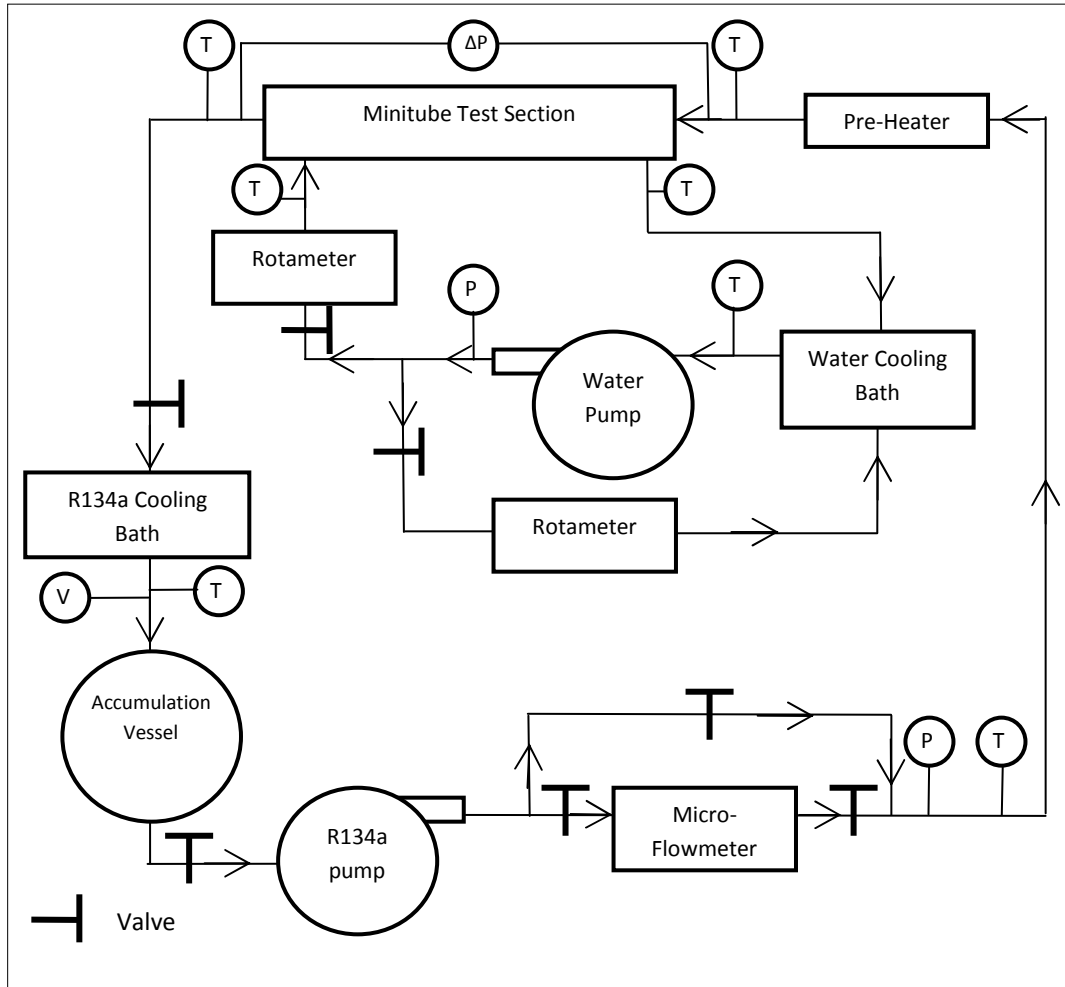 T
ΔP
T
Minitube Test Section
Pre-Heater
T
T
Rotameter
P
T
Water
Pump
Water Cooling
Bath
R134a Cooling
Bath
Rotameter
V
T
Accumulation
Vessel
P
T
R134a
pump
Micro-
Flowmeter
Valve